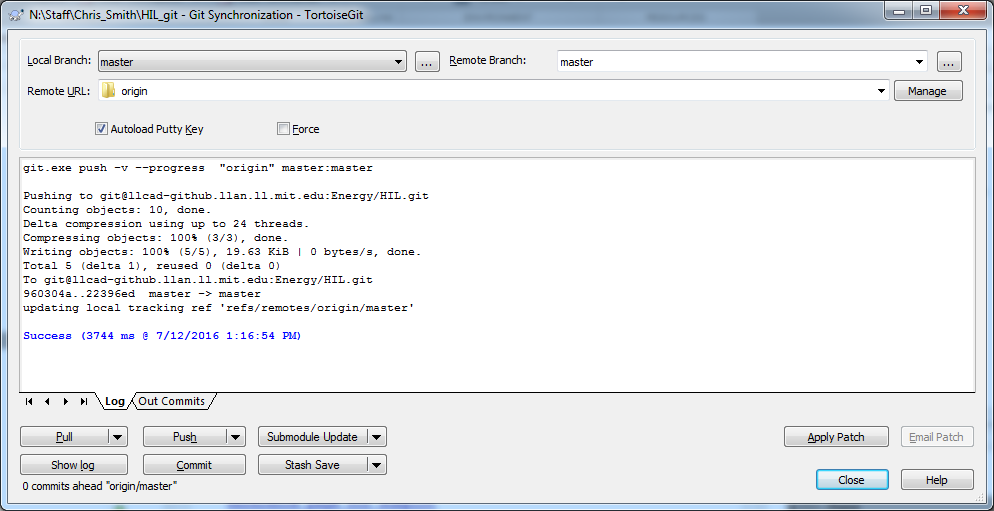 N:\Staff\Chris_Smith\HIL_git - Git Synchronization - TortoiseGit
Local Branch: master ... Remote Branch: master ...
Remote URL: origin Manage
Autoload Putty Key Force
git.exe push -v --progress "origin" master:master
Pushing to git@llcad-github.llan.ll.mit.edu:Energy/HIL.git
Counting objects: 10, done.
Delta compression using up to 24 threads.
Compressing objects: 100% (3/3), done.
Writing objects: 100% (5/5), 19.63 KiB | 0 bytes/s, done.
Total 5 (delta 1), reused 0 (delta 0)
To git@llcad-github.llan.ll.mit.edu:Energy/HIL.git
960304a..22396ed master -> master
updating local tracking ref 'refs/remotes/origin/master'
Success (3744 ms @ 7/12/2016 1:16:54 PM)
Log Out Commits
Pull Push Submodule Update Apply Patch Email Patch
Show log Commit Stash Save
0 commits ahead "origin/master" Close Help